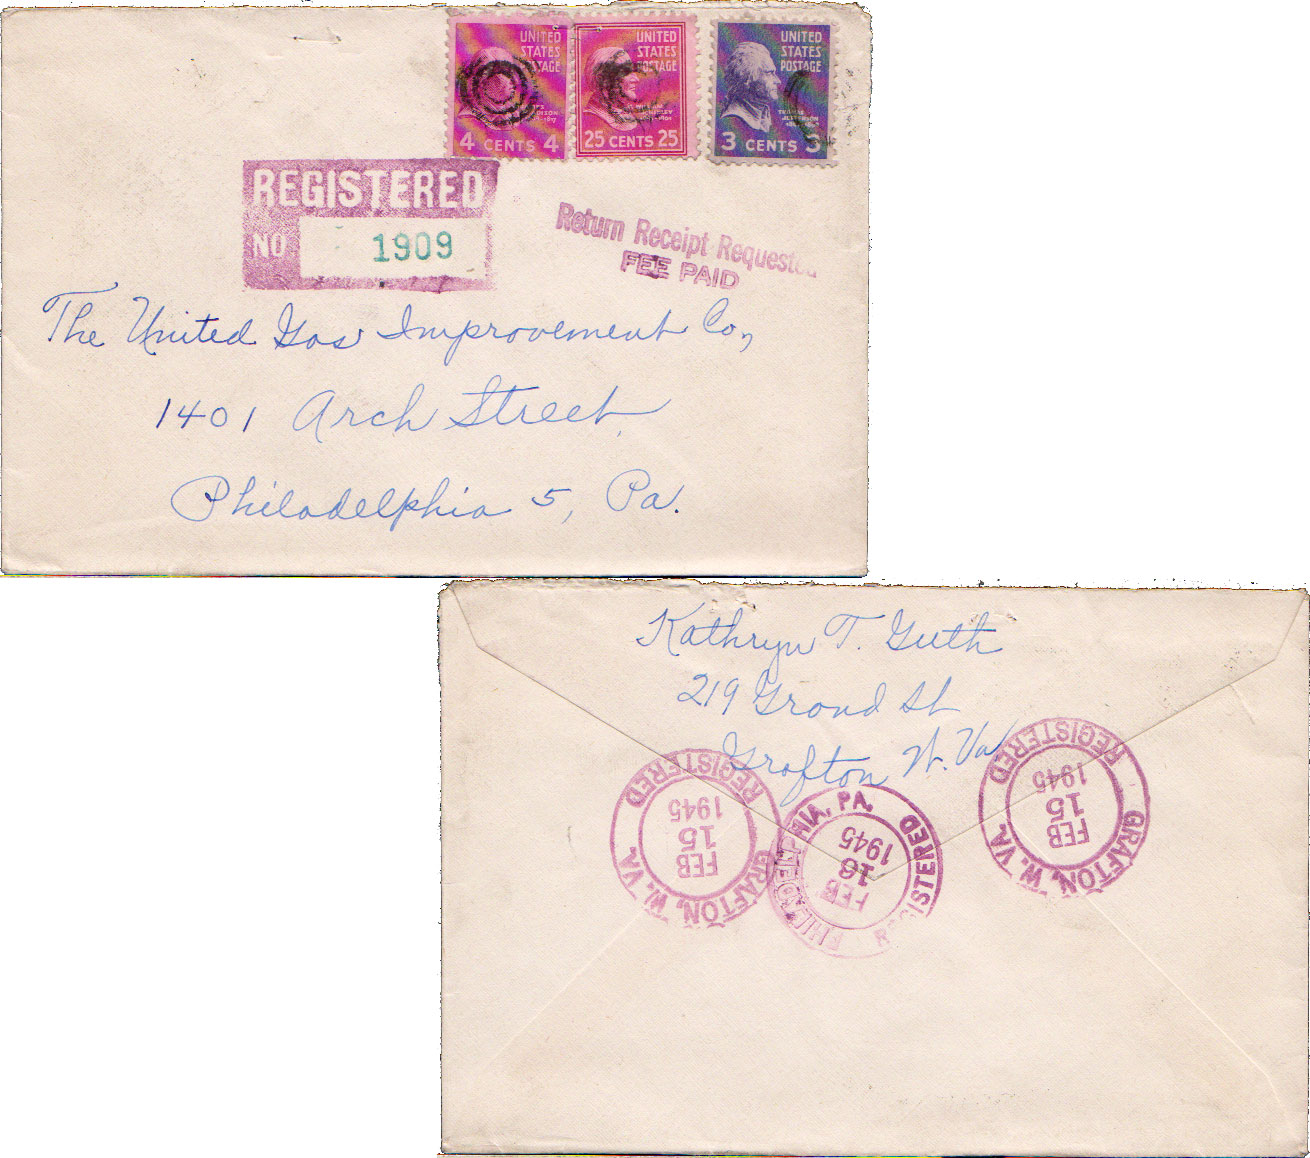 UNITED
STATES
POSTAGE
4 CENTS 4
UNITED
STATES
POSTAGE
25 CENTS 25
UNITED
STATES
POSTAGE
THOMAS
JEFFERSON
3 CENTS 3
REGISTERED
NO 1909
Return Receipt Requested
FEE PAID
The United Gas Improvement Co,
1401 Arch Street,
Philadelphia 5, Pa.
Kathryn T. Guth
219 Grand St
Grafton W. Va
GRAFTON, W. VA.
REGISTERED
FEB
15
1945
PHILADELPHIA, PA.
REGISTERED
FEB
16
1945
GRAFTON, W. VA.
REGISTERED
FEB
15
1945